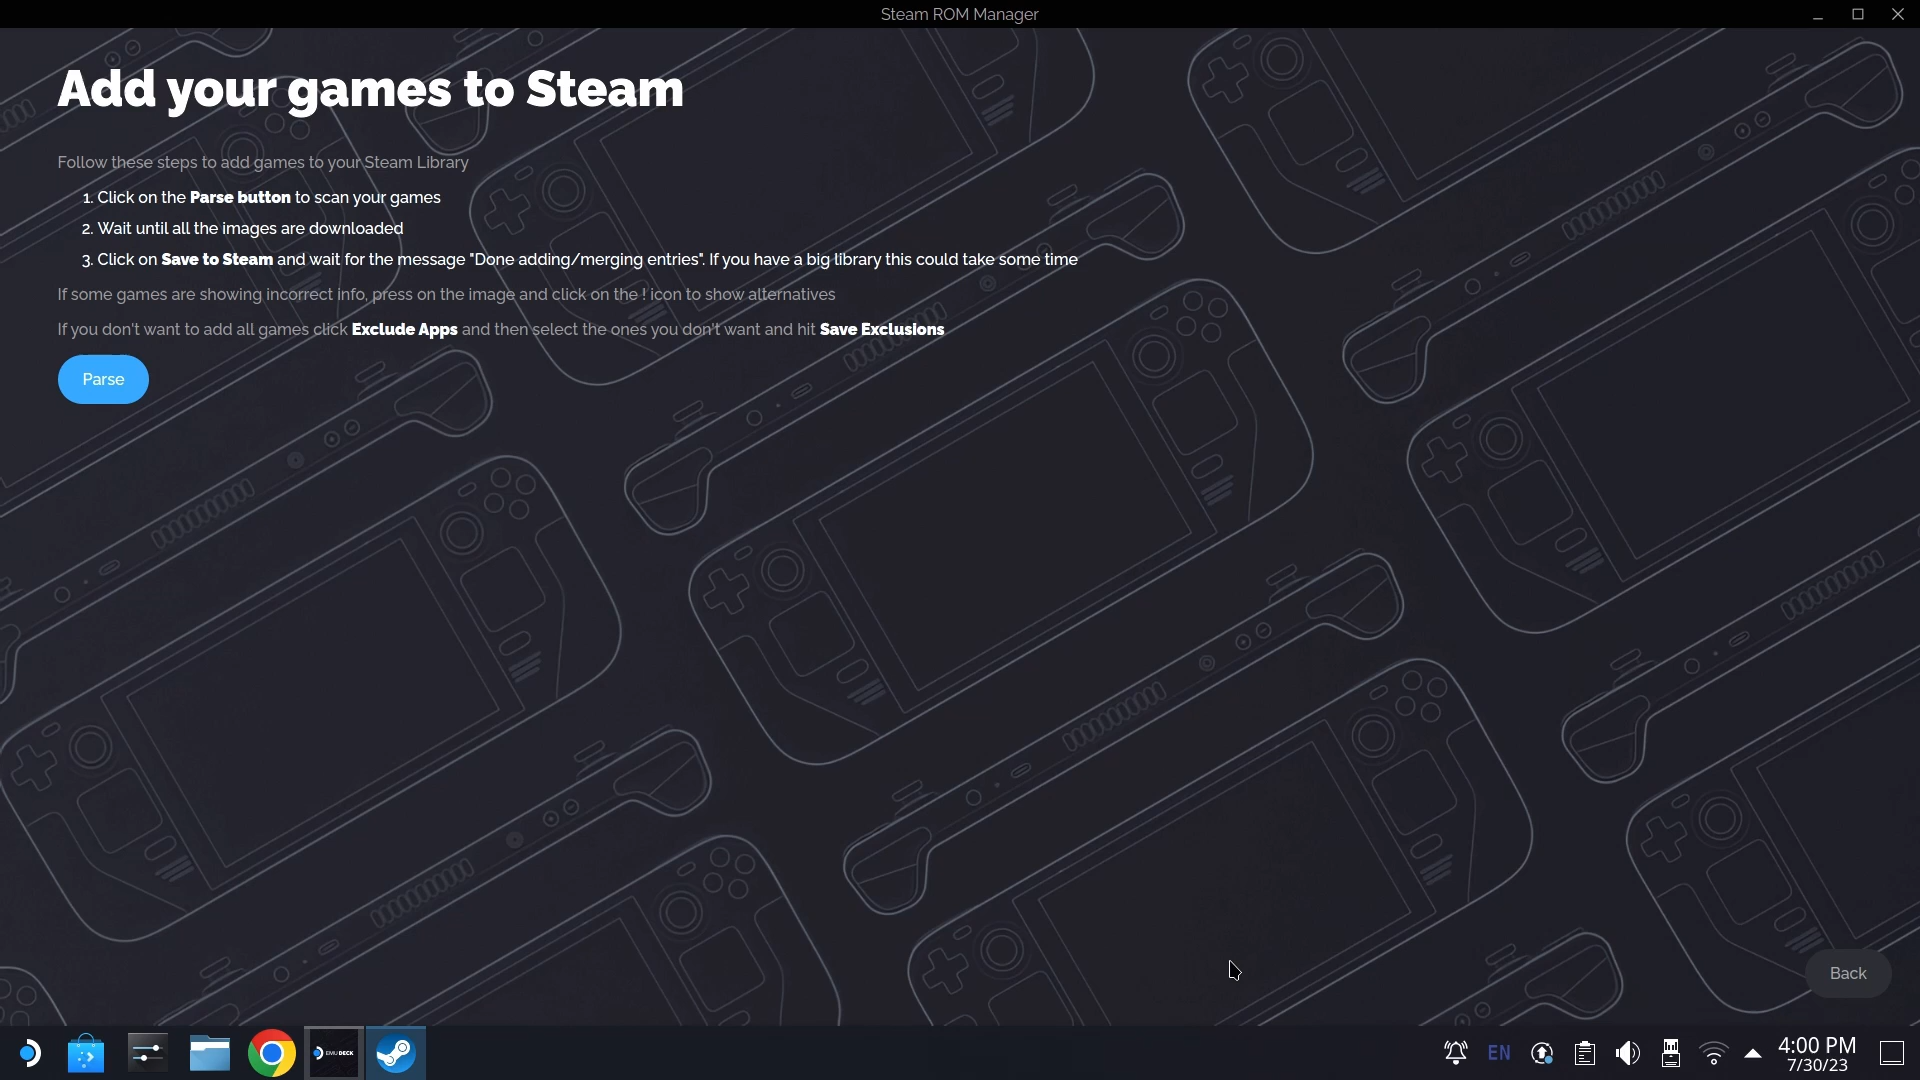 Steam ROM Manager
Add your games to Steam
Follow these steps to add games to your Steam Library
1. Click on the Parse button to scan your games
2. Wait until all the images are downloaded
3. Click on Save to Steam and wait for the message "Done adding/merging entries". If you have a big library this could take some time
If some games are showing incorrect info, press on the image and click on the ! icon to show alternatives
If you don't want to add all games click Exclude Apps and then select the ones you don't want and hit Save Exclusions
Parse
Back
EMU DECK
EN
4:00 PM
7/30/23